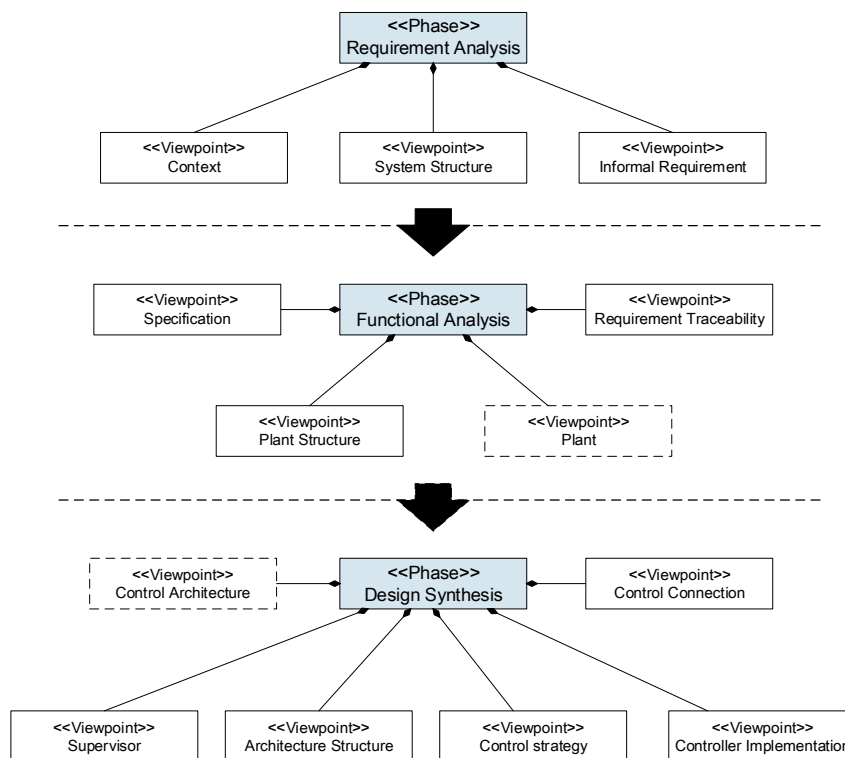 <<Phase>>
Requirement Analysis
<<Viewpoint>>
Context
<<Viewpoint>>
System Structure
<<Viewpoint>>
Informal Requirement
<<Viewpoint>>
Specification
<<Phase>>
Functional Analysis
<<Viewpoint>>
Requirement Traceability
<<Viewpoint>>
Plant Structure
<<Viewpoint>>
Plant
<<Viewpoint>>
Control Architecture
<<Phase>>
Design Synthesis
<<Viewpoint>>
Control Connection
<<Viewpoint>>
Supervisor
<<Viewpoint>>
Architecture Structure
<<Viewpoint>>
Control strategy
<<Viewpoint>>
Controller Implementation